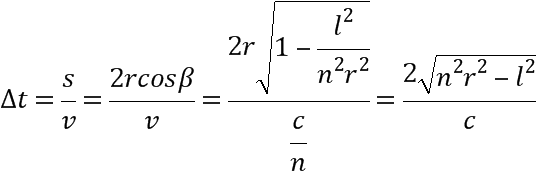 Δt = s/v = 2rcosβ/v = 2r√(1 − l²/(n²r²))/(c/n) = 2√(n²r² − l²)/c